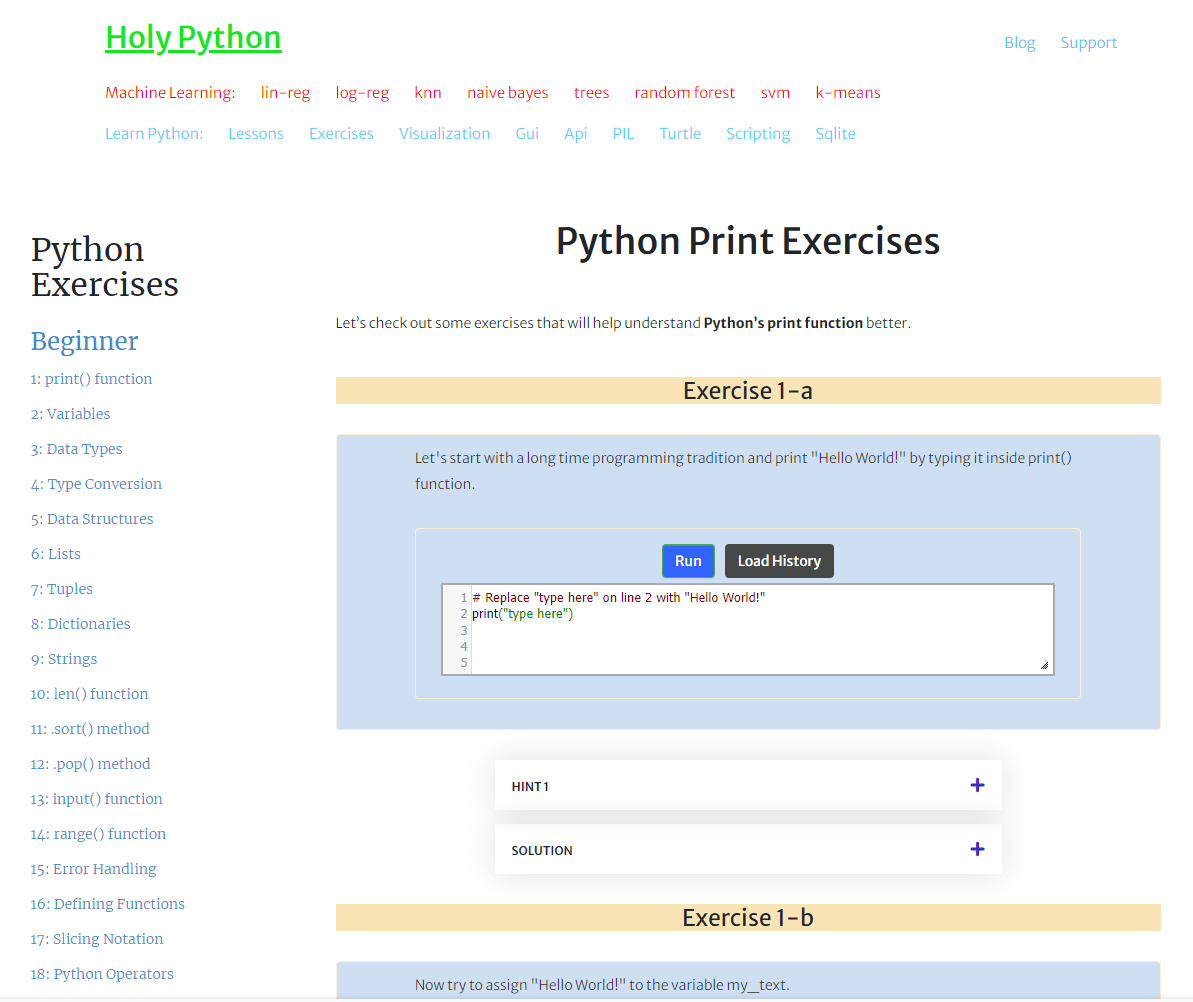 Holy Python
Blog Support
Machine Learning: lin-reg log-reg knn naive bayes trees random forest svm k-means
Learn Python: Lessons Exercises Visualization Gui Api PIL Turtle Scripting Sqlite
Python
Exercises
Beginner
1: print() function
2: Variables
3: Data Types
4: Type Conversion
5: Data Structures
6: Lists
7: Tuples
8: Dictionaries
9: Strings
10: len() function
11: .sort() method
12: .pop() method
13: input() function
14: range() function
15: Error Handling
16: Defining Functions
17: Slicing Notation
18: Python Operators
Python Print Exercises
Let’s check out some exercises that will help understand Python’s print function better.
Exercise 1-a
Let's start with a long time programming tradition and print "Hello World!" by typing it inside print()
function.
Run Load History
1 # Replace "type here" on line 2 with "Hello World!"
2 print("type here")
3
4
5
HINT 1
SOLUTION
Exercise 1-b
Now try to assign "Hello World!" to the variable my_text.